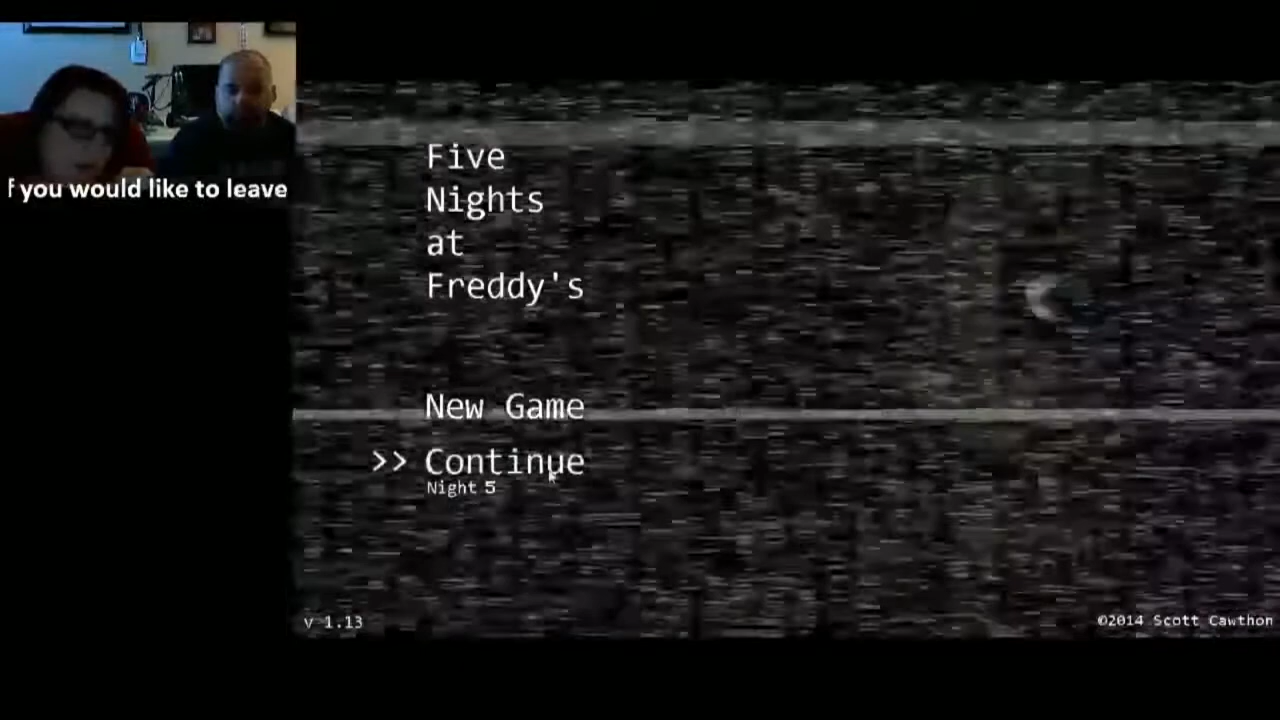 f you would like to leave
Five
Nights
at
Freddy's
New Game
>> Continue
Night 5
v 1.13
©2014 Scott Cawthon